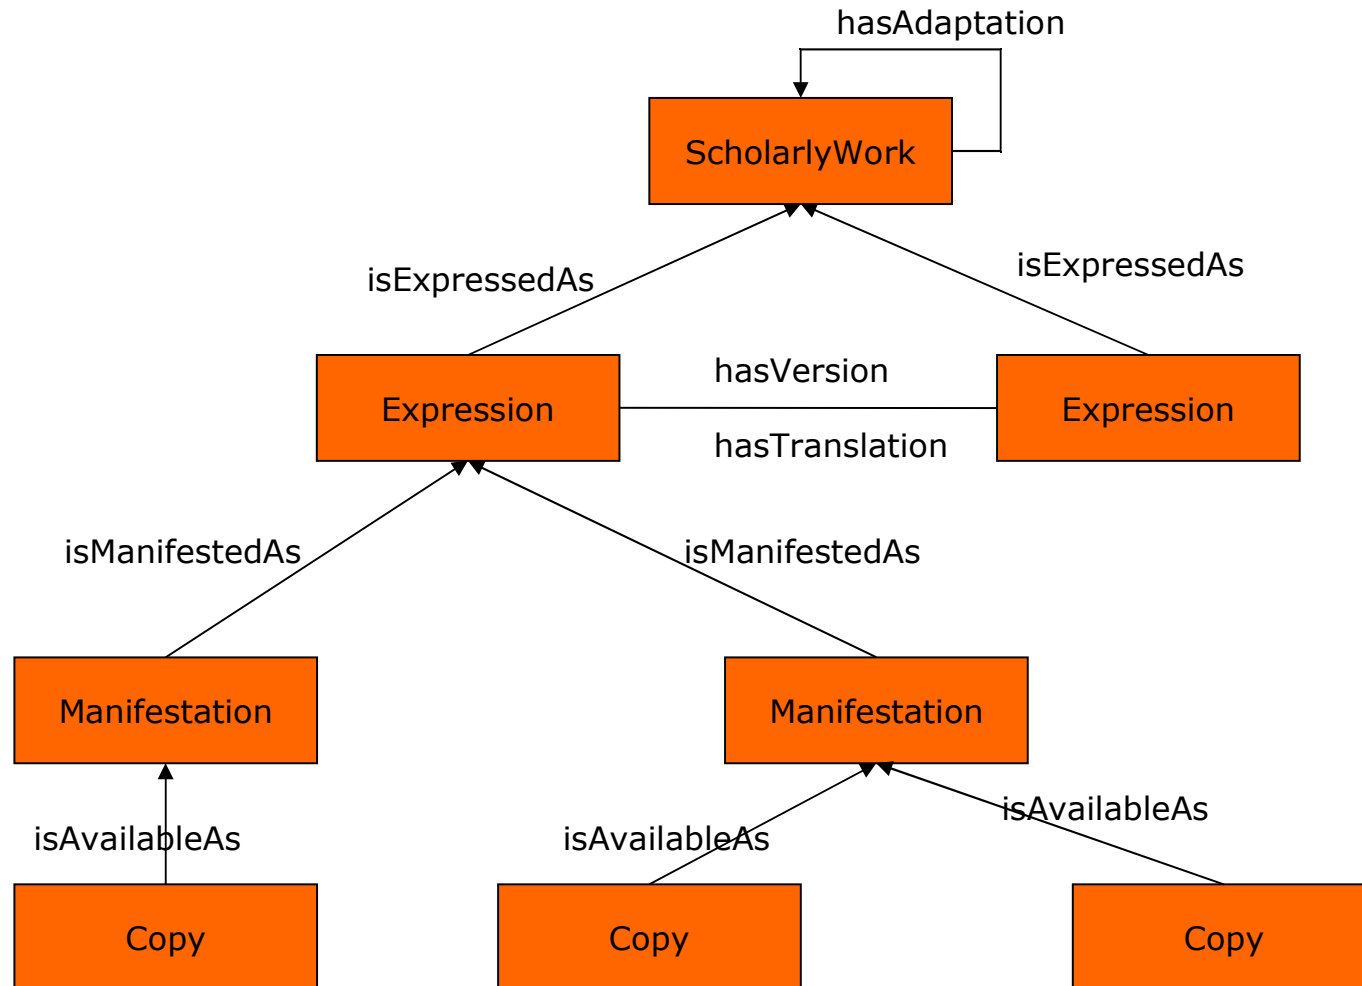 hasAdaptation
ScholarlyWork
isExpressedAs
isExpressedAs
hasVersion
Expression
Expression
hasTranslation
isManifestedAs
isManifestedAs
Manifestation
Manifestation
isAvailableAs
isAvailableAs
isAvailableAs
Copy
Copy
Copy